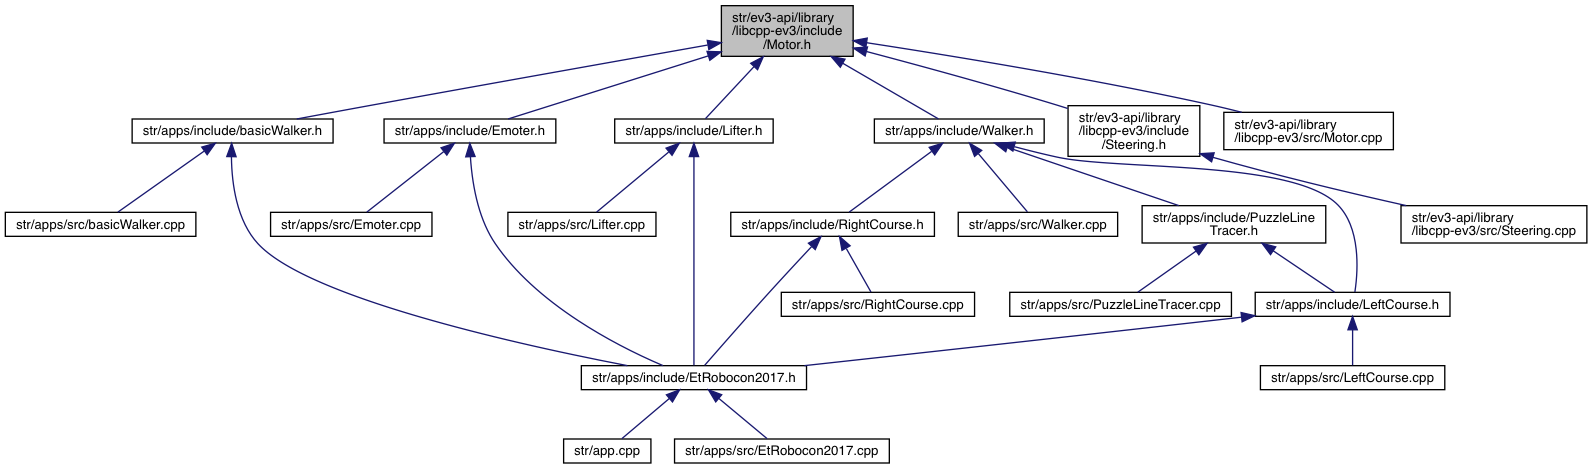 str/ev3-api/library
/libcpp-ev3/include
/Motor.h
str/apps/include/basicWalker.h
str/apps/include/Emoter.h
str/apps/include/Lifter.h
str/apps/include/Walker.h
str/ev3-api/library
/libcpp-ev3/include
/Steering.h
str/ev3-api/library
/libcpp-ev3/src/Motor.cpp
str/apps/src/basicWalker.cpp
str/apps/src/Emoter.cpp
str/apps/src/Lifter.cpp
str/apps/include/RightCourse.h
str/apps/src/Walker.cpp
str/apps/include/PuzzleLine
Tracer.h
str/ev3-api/library
/libcpp-ev3/src/Steering.cpp
str/apps/src/RightCourse.cpp
str/apps/src/PuzzleLineTracer.cpp
str/apps/include/LeftCourse.h
str/apps/include/EtRobocon2017.h
str/apps/src/LeftCourse.cpp
str/app.cpp
str/apps/src/EtRobocon2017.cpp